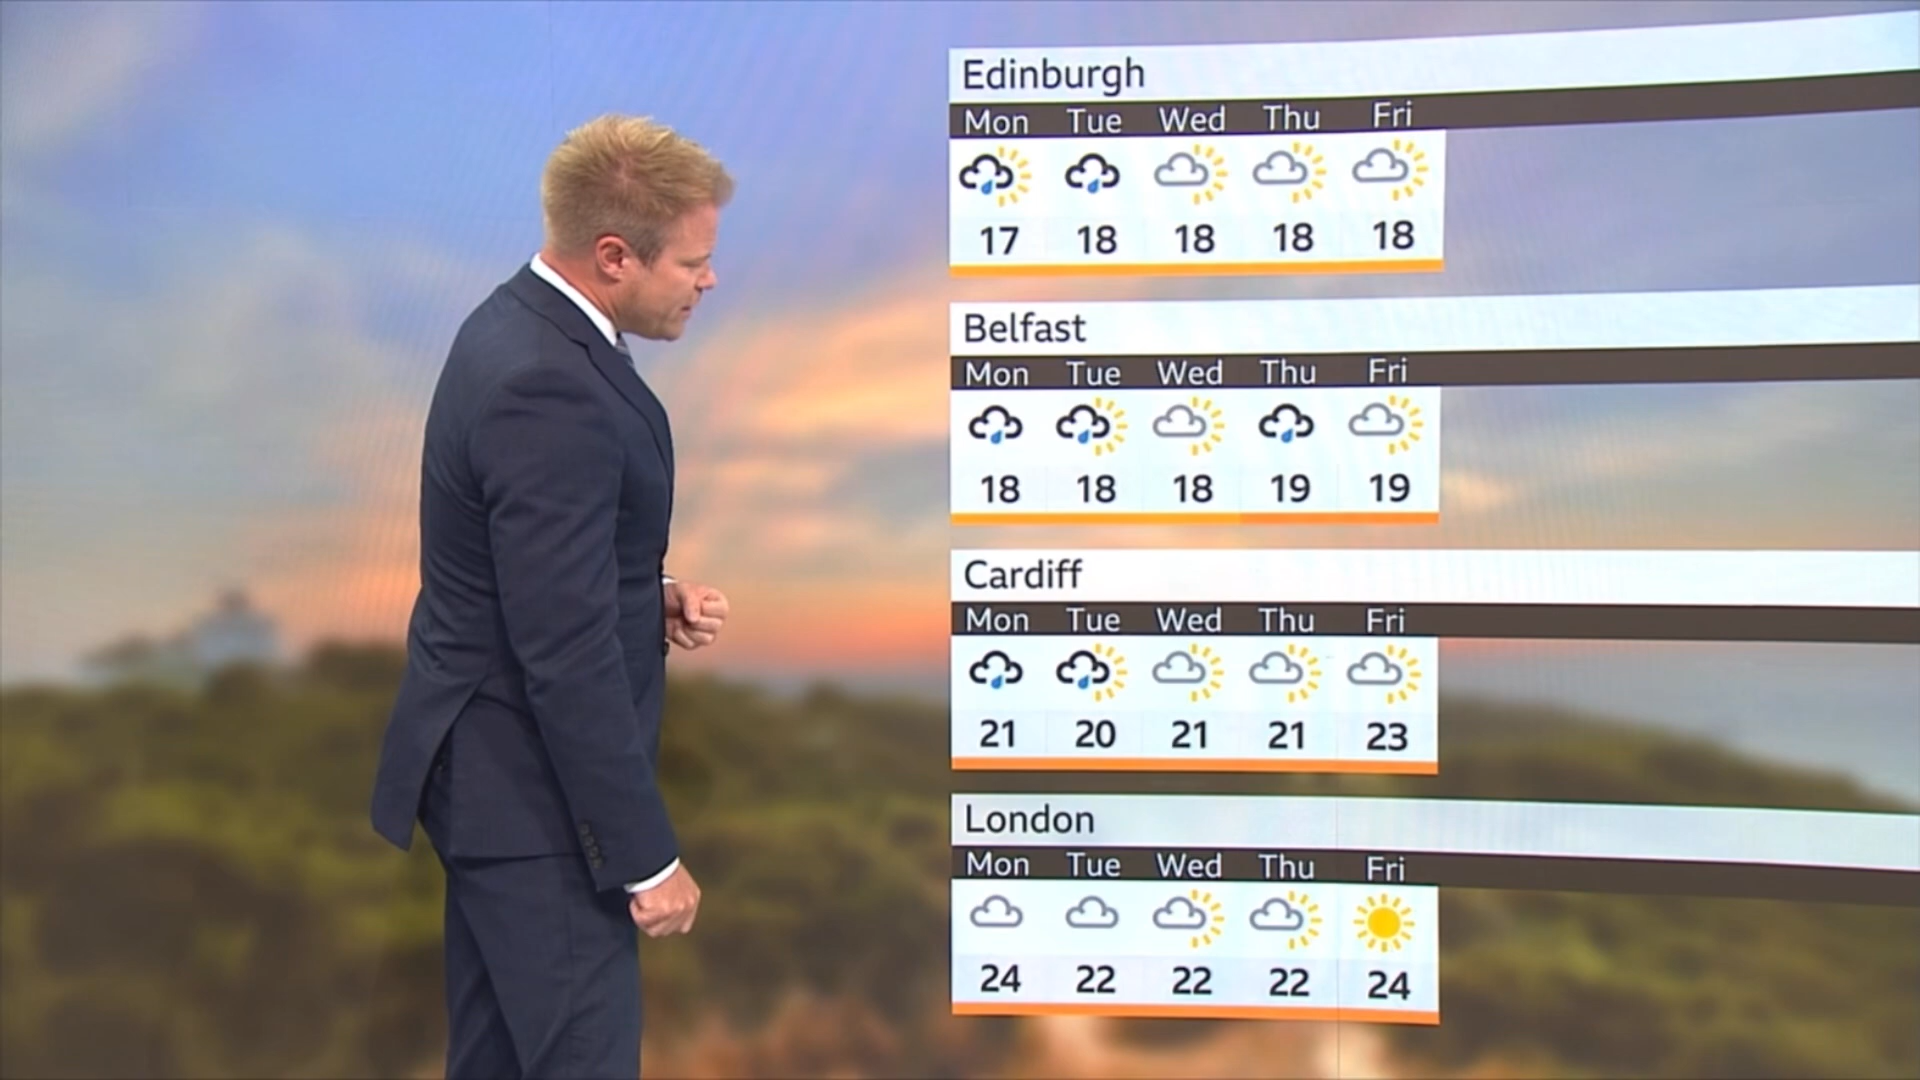 Edinburgh
Mon Tue Wed Thu Fri
17 18 18 18 18
Belfast
Mon Tue Wed Thu Fri
18 18 18 19 19
Cardiff
Mon Tue Wed Thu Fri
21 20 21 21 23
London
Mon Tue Wed Thu Fri
24 22 22 22 24